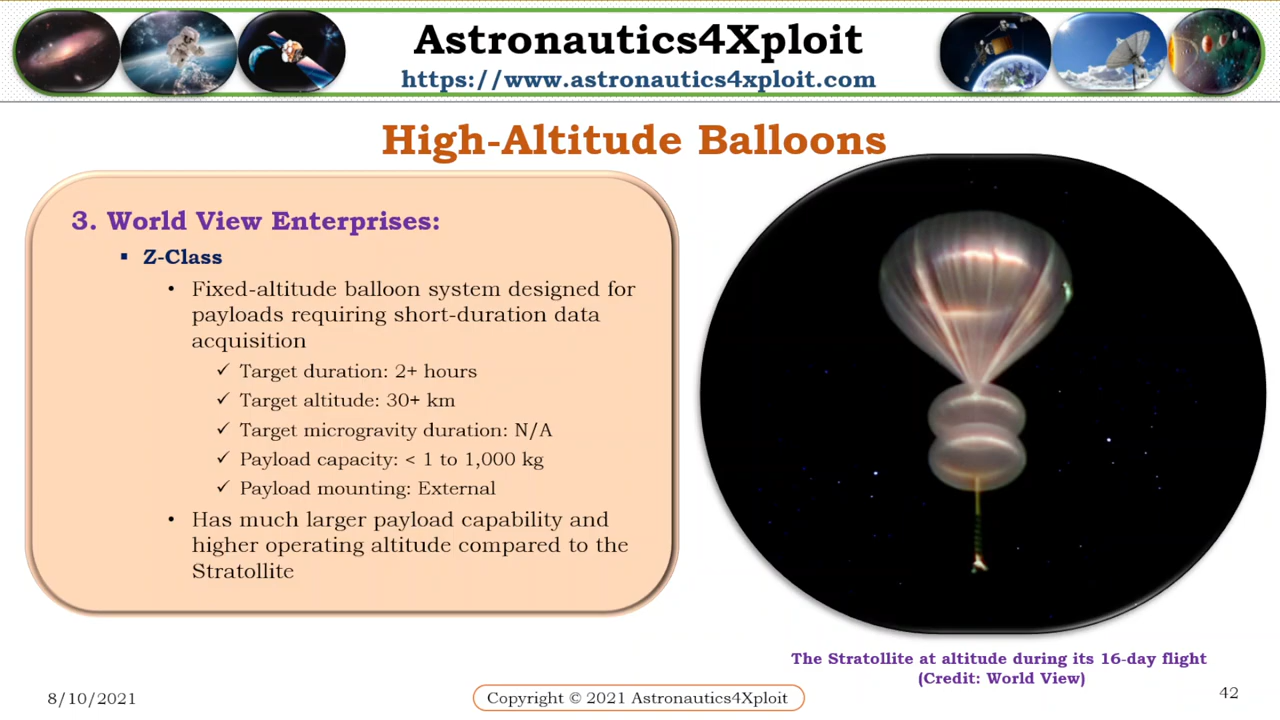 Astronautics4Xploit
https://www.astronautics4xploit.com
High-Altitude Balloons
3. World View Enterprises:
▪ Z-Class
• Fixed-altitude balloon system designed for
payloads requiring short-duration data
acquisition
✓ Target duration: 2+ hours
✓ Target altitude: 30+ km
✓ Target microgravity duration: N/A
✓ Payload capacity: < 1 to 1,000 kg
✓ Payload mounting: External
• Has much larger payload capability and
higher operating altitude compared to the
Stratollite
The Stratollite at altitude during its 16-day flight
(Credit: World View)
8/10/2021
Copyright © 2021 Astronautics4Xploit
42